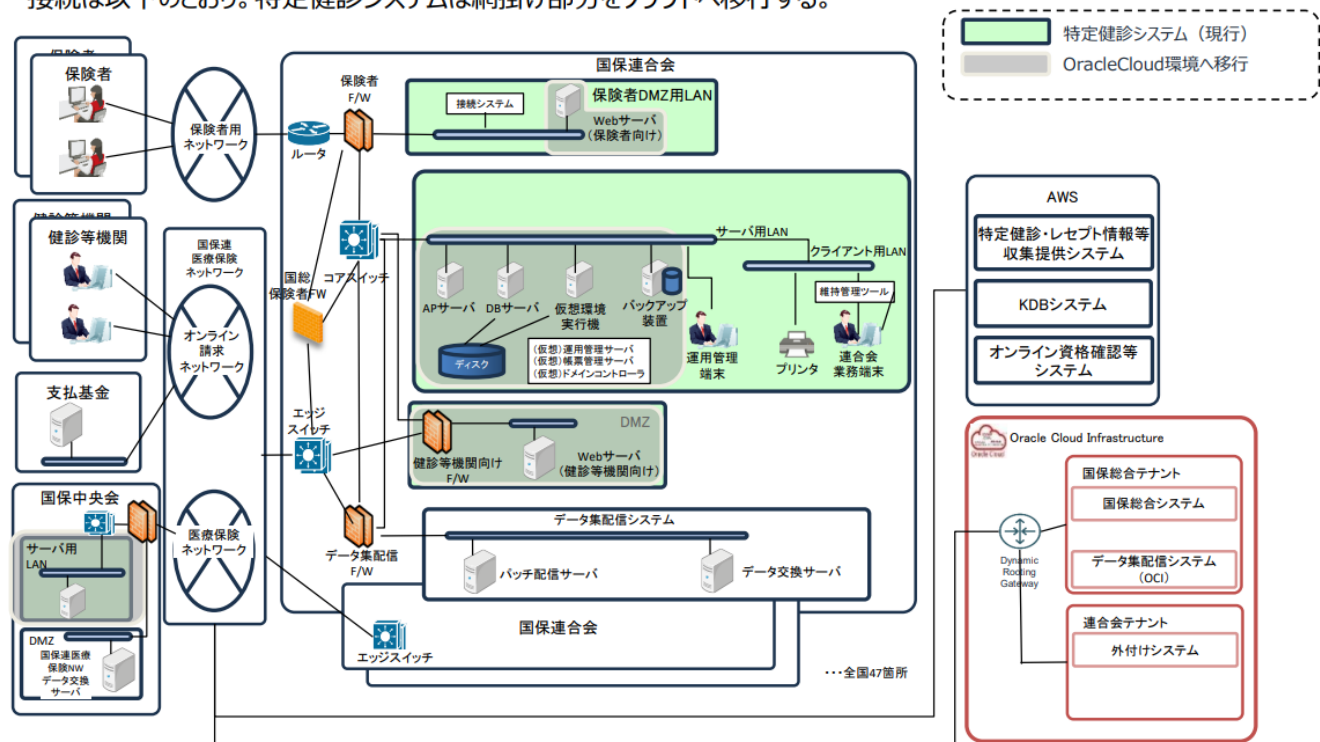 接続は以下のとおり。特定健診システムは網掛け部分をクラウドへ移行する。
特定健診システム（現行）
OracleCloud環境へ移行
保険者
保険者
保険者用
ネットワーク
ルータ
保険者
F/W
国保連合会
接続システム
保険者DMZ用LAN
Webサーバ
(保険者向け)
健診等機関
健診等機関
国保連
医療保険
ネットワーク
オンライン
請求
ネットワーク
国総
保険者FW
コアスイッチ
サーバ用LAN
クライアント用LAN
APサーバ
DBサーバ
仮想環境
実行機
バックアップ
装置
ディスク
(仮想)運用管理サーバ
(仮想)帳票管理サーバ
(仮想)ドメインコントローラ
運用管理
端末
プリンタ
維持管理ツール
連合会
業務端末
支払基金
エッジ
スイッチ
健診等機関向け
F/W
DMZ
Webサーバ
(健診等機関向け)
国保中央会
サーバ用
LAN
DMZ
国保連医療
保険NW
データ交換
サーバ
医療保険
ネットワーク
データ集配信
F/W
データ集配信システム
バッチ配信サーバ
データ交換サーバ
国保連合会
エッジスイッチ
・・・全国47箇所
AWS
特定健診・レセプト情報等
収集提供システム
KDBシステム
オンライン資格確認等
システム
Oracle Cloud
Oracle Cloud Infrastructure
国保総合テナント
国保総合システム
Dynamic
Rooting
Gateway
データ集配信システム
(OCI)
連合会テナント
外付けシステム